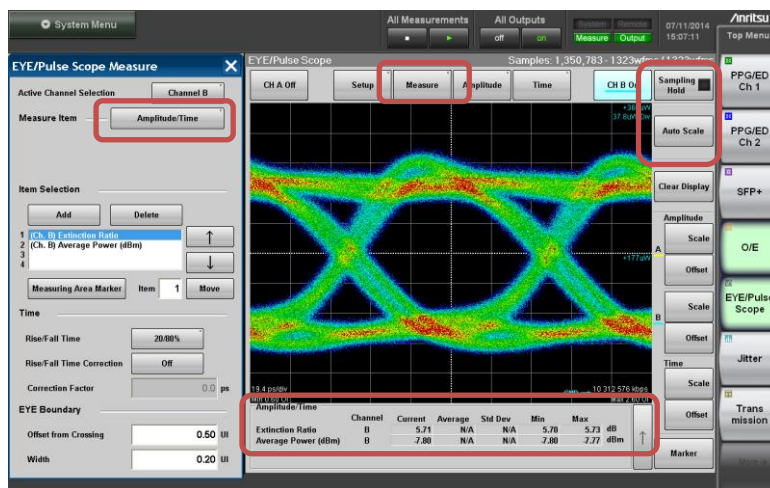 System Menu
All Measurements
All Outputs
off
on
System
Remote
Measure
Output
07/11/2014
15:07:11
Anritsu
Top Menu
EYE/Pulse Scope Measure
X
Active Channel Selection
Channel B
Measure Item
Amplitude/Time
Item Selection
Add
Delete
1 (Ch. B) Extinction Ratio
2 (Ch. B) Average Power (dBm)
3
4
Measuring Area Marker
Item
1
Move
Time
Rise/Fall Time
20/80%
Rise/Fall Time Correction
Off
Correction Factor
0.0 ps
EYE Boundary
Offset from Crossing
0.50 UI
Width
0.20 UI
EYE/Pulse Scope
CH A Off
Setup
Measure
Amplitude
Time
CH B
Sampling
Hold
Auto Scale
Clear Display
+177uW
19.4 ps/div
10 312 576 kbps
Amplitude/Time
Channel Current Average Std Dev Min Max
Extinction Ratio B 5.71 N/A N/A 5.70 5.73 dB
Average Power (dBm) B -7.80 N/A N/A -7.80 -7.77 dBm
Amplitude
A
Scale
Offset
B
Scale
Offset
Time
Scale
Offset
Marker
PPG/ED
Ch 1
PPG/ED
Ch 2
SFP+
O/E
EYE/Pulse
Scope
Jitter
Trans
mission